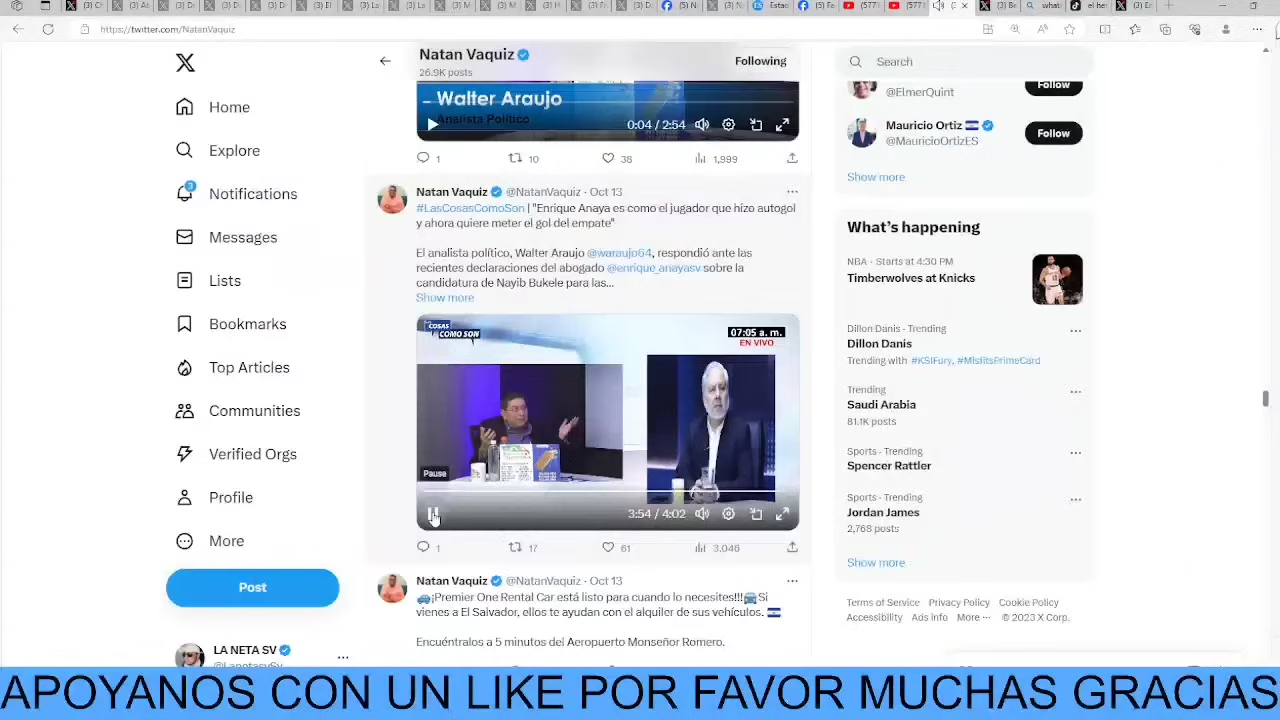 https://twitter.com/NatanVaquiz
Home
Explore
3
Notifications
Messages
Lists
Bookmarks
Top Articles
Communities
Verified Orgs
Profile
More
Post
LA NETA SV
Natan Vaquiz
26.9K posts
Following
Walter Araujo
Analista Político
0:04 / 2:54
1 10 38 1,999
Natan Vaquiz @NatanVaquiz · Oct 13
#LasCosasComoSon | "Enrique Anaya es como el jugador que hizo autogol
y ahora quiere meter el gol del empate"
El analista político, Walter Araujo @waraujo64, respondió ante las
recientes declaraciones del abogado @enrique_anayasv sobre la
candidatura de Nayib Bukele para las...
Show more
COSAS
COMO SON
07:05 a. m.
EN VIVO
Pause
3:54 / 4:02
1 17 61 3,046
Natan Vaquiz @NatanVaquiz · Oct 13
¡Premier One Rental Car está listo para cuando lo necesites!!! Si
vienes a El Salvador, ellos te ayudan con el alquiler de sus vehículos.
Encuéntralos a 5 minutos del Aeropuerto Monseñor Romero.
Search
@ElmerQuint
Follow
Mauricio Ortiz
@MauricioOrtizES
Follow
Show more
What's happening
NBA · Starts at 4:30 PM
Timberwolves at Knicks
Dillon Danis · Trending
Dillon Danis
Trending with #KSIFury, #MisfitsPrimeCard
Trending
Saudi Arabia
81.1K posts
Sports · Trending
Spencer Rattler
Sports · Trending
Jordan James
2,768 posts
Show more
Terms of Service Privacy Policy Cookie Policy
Accessibility Ads info More ··· © 2023 X Corp.
APOYANOS CON UN LIKE POR FAVOR MUCHAS GRACIAS